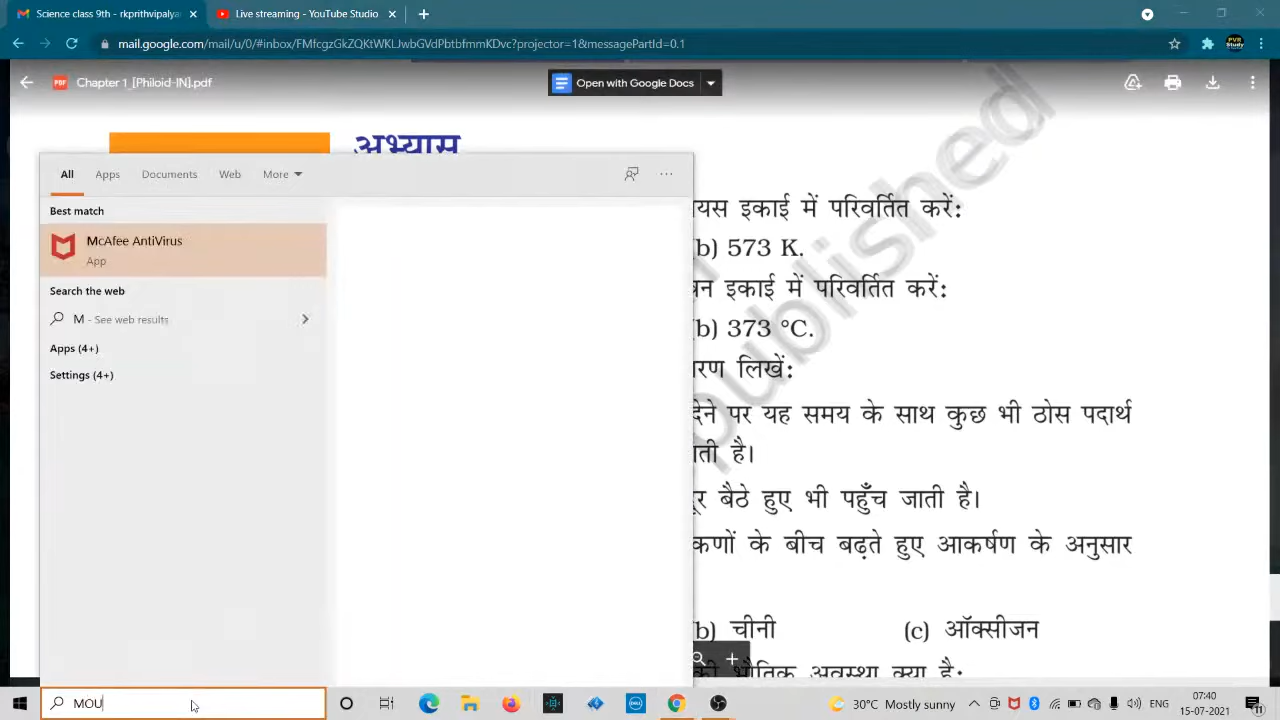 Science class 9th - rkprithvipalya
Live streaming - YouTube Studio
mail.google.com/mail/u/0/#inbox/FMfcgzGkZQKtWKLJwbGVdPbtbfmmKDvc?projector=1&messagePartId=0.1
PDF Chapter 1_[Philoid-IN].pdf
Open with Google Docs
अभ्यास
All Apps Documents Web More
Best match
McAfee AntiVirus
App
Search the web
M - See web results
Apps (4+)
Settings (4+)
इकाई में परिवर्तित करें:
(b) 573 K.
इकाई में परिवर्तित करें:
(b) 373 °C.
लिखें:
देने पर यह समय के साथ कुछ भी ठोस पदार्थ
है।
बैठे हुए भी पहुँच जाती है।
कणों के बीच बढ़ते हुए आकर्षण के अनुसार
(b) चीनी (c) ऑक्सीजन
की भौतिक अवस्था क्या है:
published
MOU
30°C Mostly sunny
ENG
07:40
15-07-2021